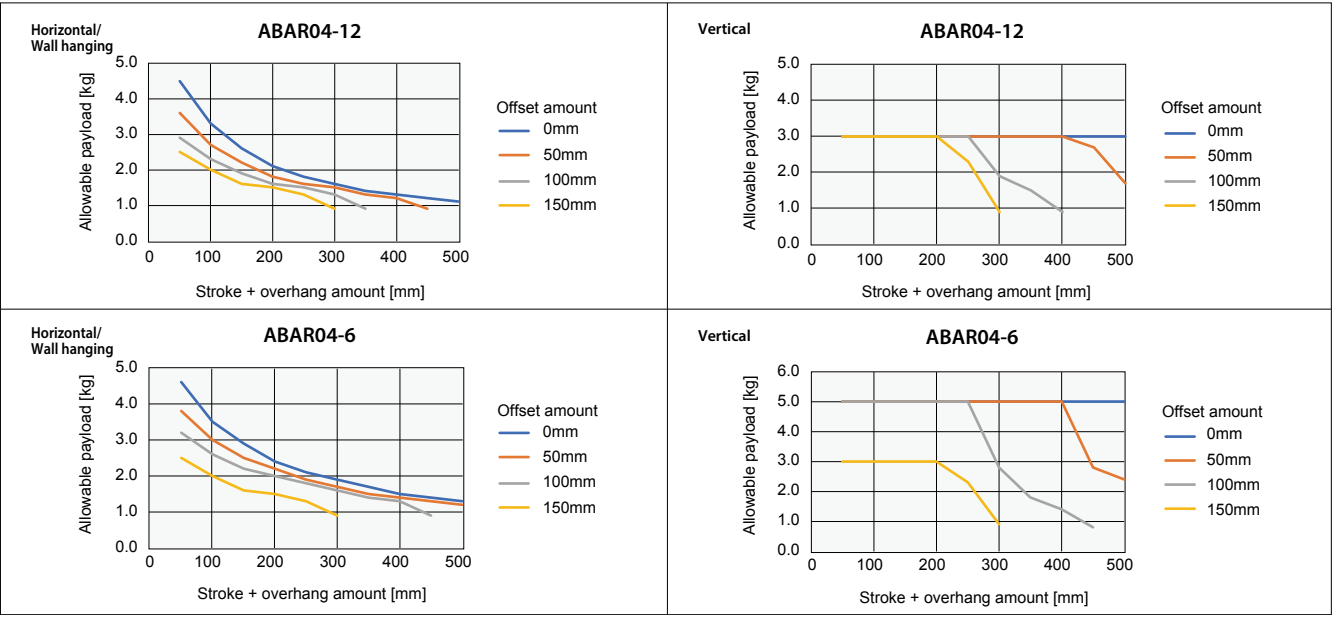 Horizontal/
Wall hanging
ABAR04-12
Allowable payload [kg]
5.0
4.0
3.0
2.0
1.0
0.0
0 100 200 300 400 500
Stroke + overhang amount [mm]
Offset amount
0mm
50mm
100mm
150mm
Vertical
ABAR04-12
Allowable payload [kg]
5.0
4.0
3.0
2.0
1.0
0.0
0 100 200 300 400 500
Stroke + overhang amount [mm]
Offset amount
0mm
50mm
100mm
150mm
Horizontal/
Wall hanging
ABAR04-6
Allowable payload [kg]
5.0
4.0
3.0
2.0
1.0
0.0
0 100 200 300 400 500
Stroke + overhang amount [mm]
Offset amount
0mm
50mm
100mm
150mm
Vertical
ABAR04-6
Allowable payload [kg]
6.0
5.0
4.0
3.0
2.0
1.0
0.0
0 100 200 300 400 500
Stroke + overhang amount [mm]
Offset amount
0mm
50mm
100mm
150mm